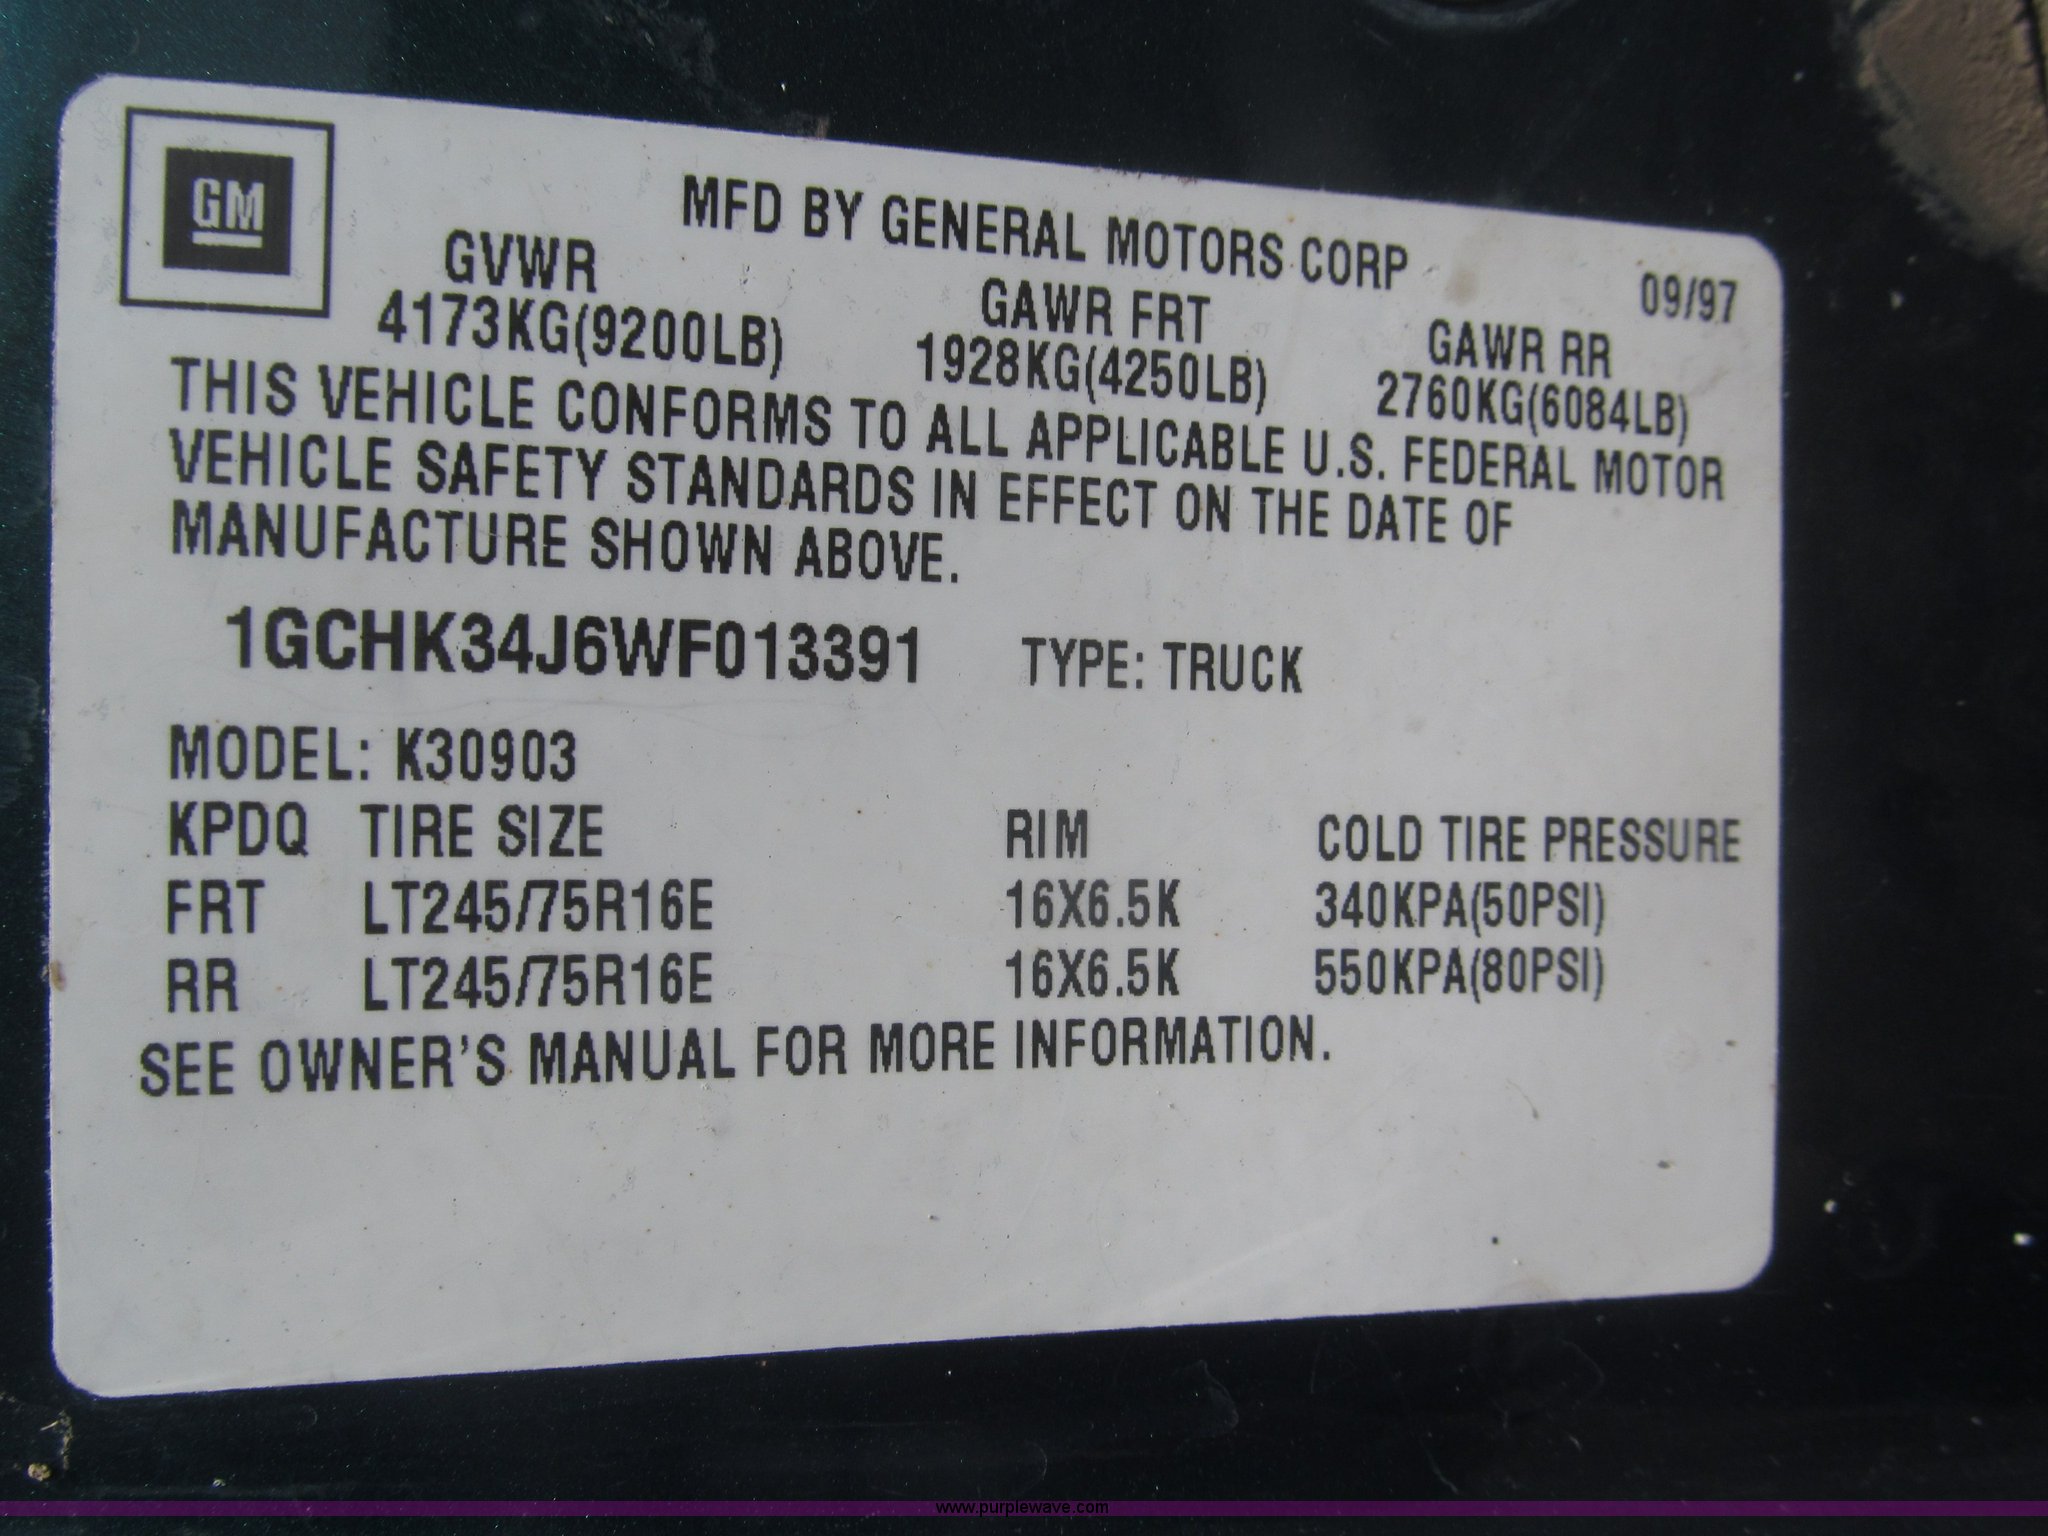 GM
MFD BY GENERAL MOTORS CORP
09/97
GVWR GAWR FRT GAWR RR
4173KG(9200LB) 1928KG(4250LB) 2760KG(6084LB)
THIS VEHICLE CONFORMS TO ALL APPLICABLE U.S. FEDERAL MOTOR
VEHICLE SAFETY STANDARDS IN EFFECT ON THE DATE OF
MANUFACTURE SHOWN ABOVE.
1GCHK34J6WF013391 TYPE: TRUCK
MODEL: K30903
KPDQ TIRE SIZE RIM COLD TIRE PRESSURE
FRT LT245/75R16E 16X6.5K 340KPA(50PSI)
RR LT245/75R16E 16X6.5K 550KPA(80PSI)
SEE OWNER'S MANUAL FOR MORE INFORMATION.
www.purplewave.com